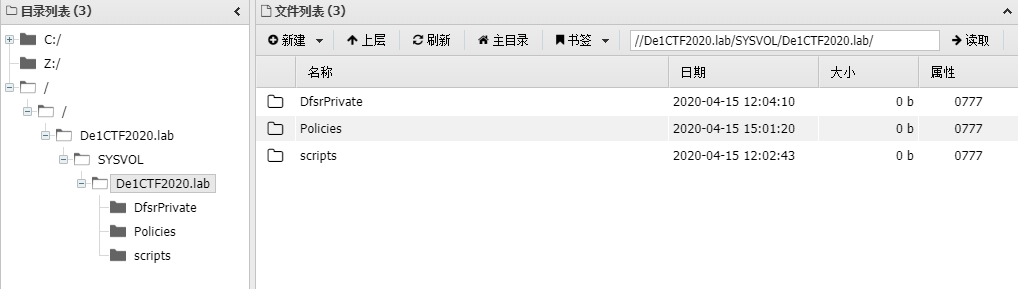 目录列表 (3)
C:/
Z:/
/
/
De1CTF2020.lab
SYSVOL
De1CTF2020.lab
DfsrPrivate
Policies
scripts
文件列表 (3)
新建 上层 刷新 主目录 书签 //De1CTF2020.lab/SYSVOL/De1CTF2020.lab/ 读取
名称 日期 大小 属性
DfsrPrivate 2020-04-15 12:04:10 0 b 0777
Policies 2020-04-15 15:01:20 0 b 0777
scripts 2020-04-15 12:02:43 0 b 0777